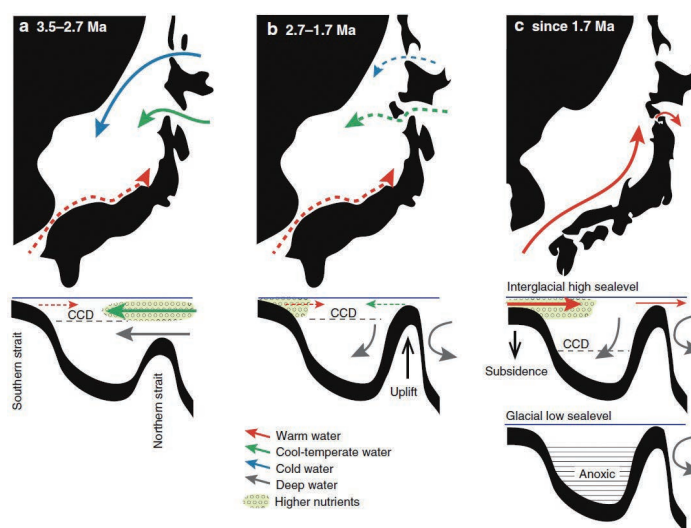 a 3.5–2.7 Ma
b 2.7–1.7 Ma
c since 1.7 Ma
CCD
Southern strait
Northern strait
CCD
Uplift
Interglacial high sealevel
CCD
Subsidence
Glacial low sealevel
Anoxic
Warm water
Cool-temperate water
Cold water
Deep water
Higher nutrients